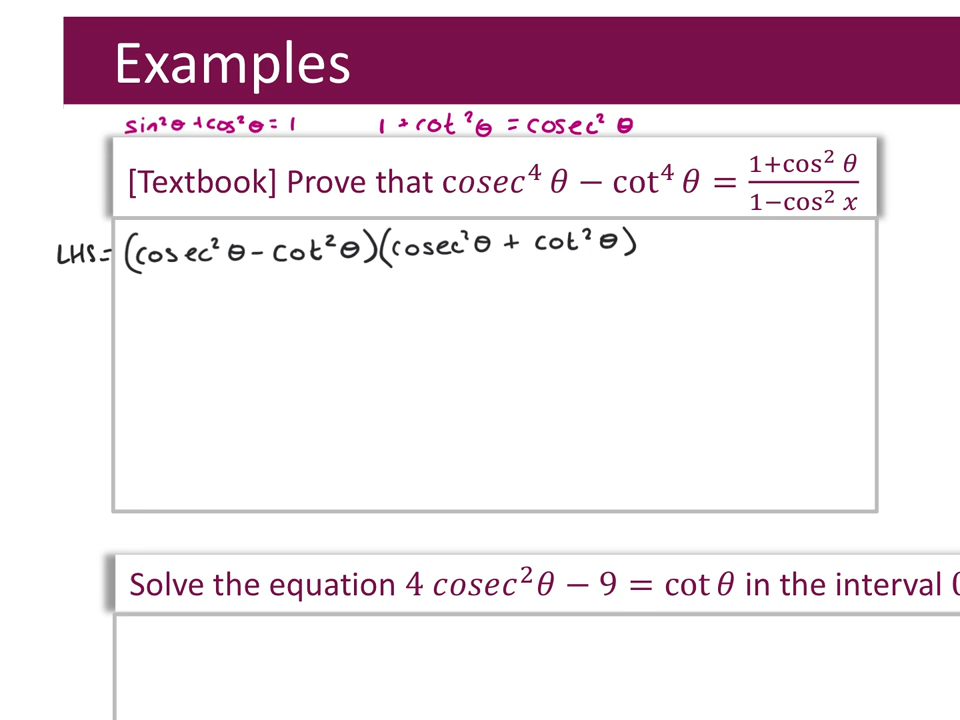 Examples
sin²θ + cos²θ = 1 1 + cot²θ = cosec²θ
[Textbook] Prove that cosec⁴ θ − cot⁴ θ = (1+cos² θ)/(1−cos² x)
LHS = (cosec²θ − cot²θ)(cosec²θ + cot²θ)
Solve the equation 4 cosec²θ − 9 = cot θ in the interval 0